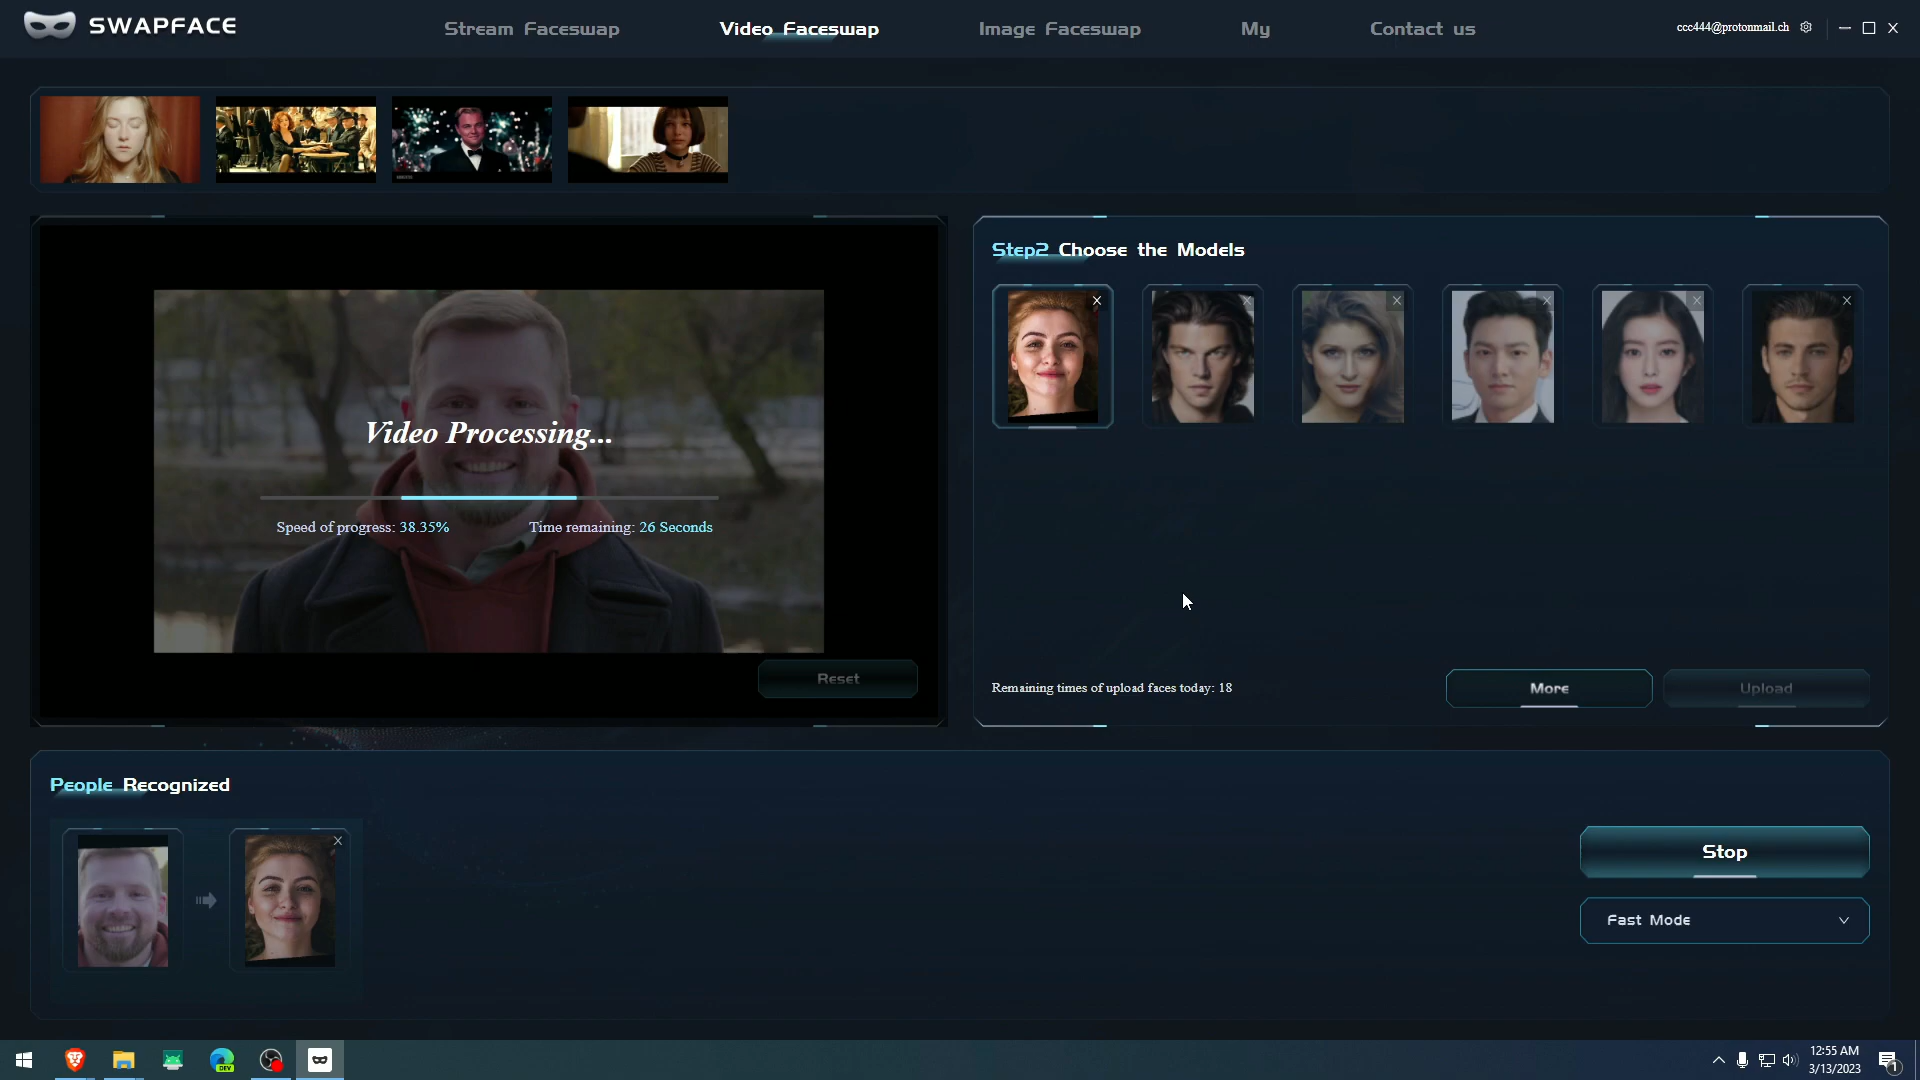 SWAPFACE
Stream Faceswap
Video Faceswap
Image Faceswap
My
Contact us
ccc444@protonmail.ch
Video Processing...
Speed of progress: 38.35%
Time remaining: 26 Seconds
Reset
Step2 Choose the Models
Remaining times of upload faces today: 18
More
Upload
People Recognized
Stop
Fast Mode
DEV
12:55 AM
3/13/2023
1